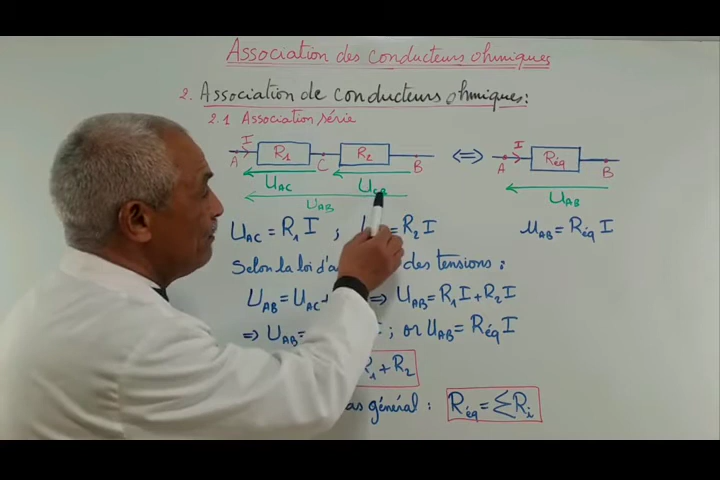 Association des conducteurs ohmiques
2. Association de conducteurs ohmiques:
2.1 Association série
A I R1 C R2 B ⇔ A I Réq B
UAC UCB UAB
UAB
UAC = R1 I ; = R2 I UAB = Réq I
Selon la loi des tensions :
UAB = UAC+ ⇒ UAB = R1 I + R2 I
⇒ UAB = I ; or UAB = Réq I
R1 + R2
général : Réq = ΣRi